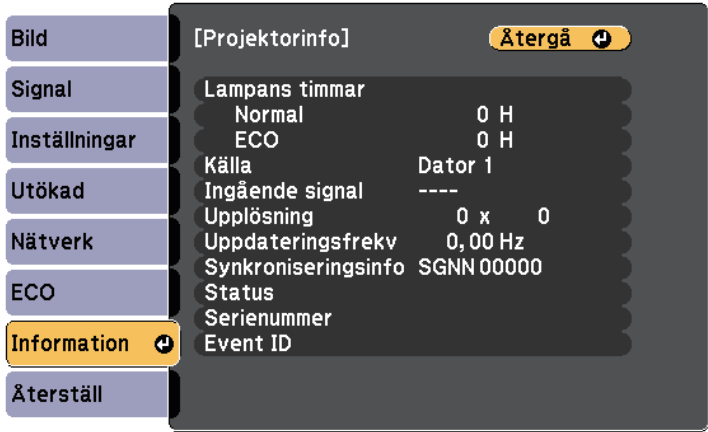 Bild
Signal
Inställningar
Utökad
Nätverk
ECO
Information
Återställ
[Projektorinfo] Återgå
Lampans timmar
Normal 0 H
ECO 0 H
Källa Dator 1
Ingående signal ----
Upplösning 0 x 0
Uppdateringsfrekv 0,00 Hz
Synkroniseringsinfo SGNN 00000
Status
Serienummer
Event ID